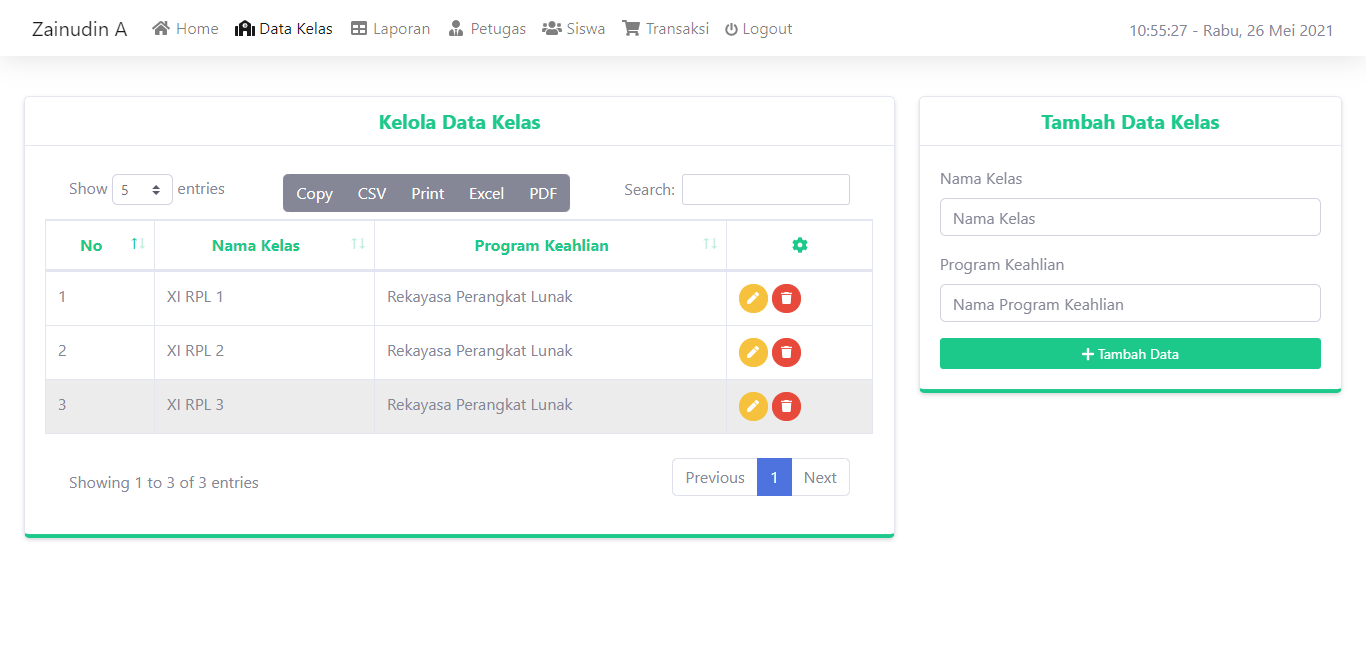 Zainudin A Home Data Kelas Laporan Petugas Siswa Transaksi Logout 10:55:27 - Rabu, 26 Mei 2021
Kelola Data Kelas
Show 5 entries
Copy CSV Print Excel PDF
Search:
No Nama Kelas Program Keahlian
1 XI RPL 1 Rekayasa Perangkat Lunak
2 XI RPL 2 Rekayasa Perangkat Lunak
3 XI RPL 3 Rekayasa Perangkat Lunak
Showing 1 to 3 of 3 entries
Previous 1 Next
Tambah Data Kelas
Nama Kelas
Nama Kelas
Program Keahlian
Nama Program Keahlian
Tambah Data